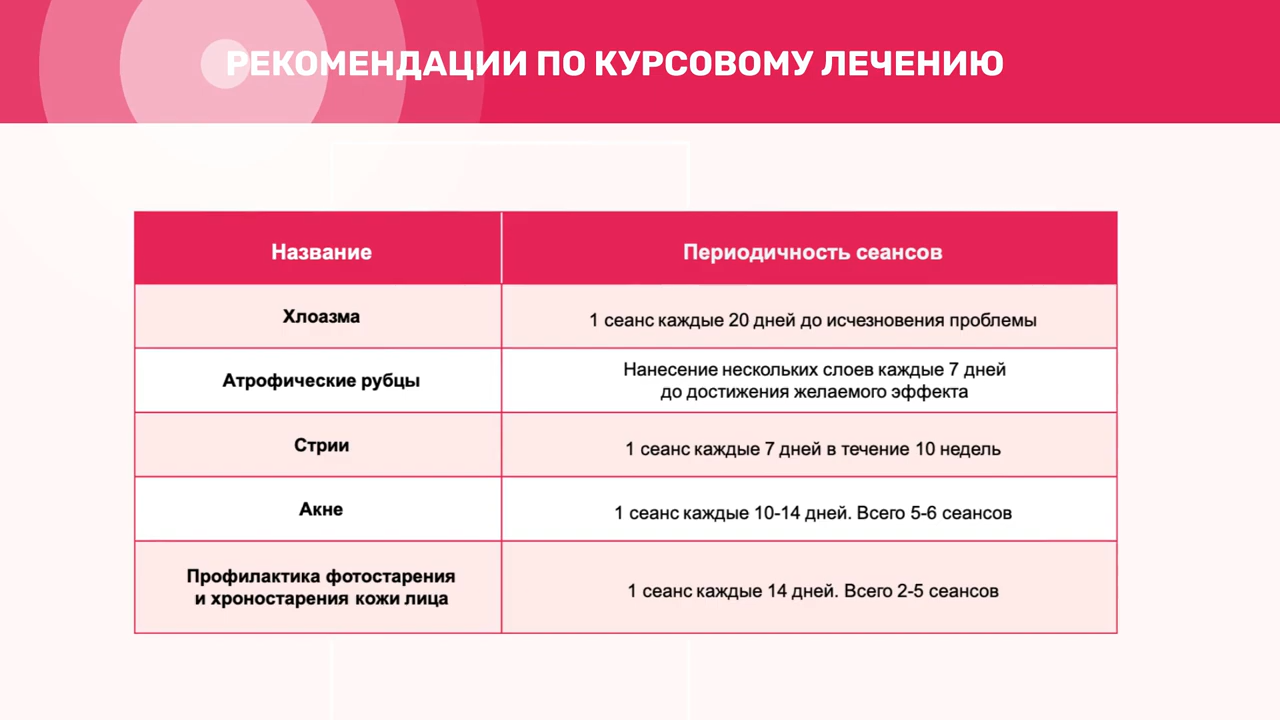 РЕКОМЕНДАЦИИ ПО КУРСОВОМУ ЛЕЧЕНИЮ
Название
Периодичность сеансов
Хлоазма
1 сеанс каждые 20 дней до исчезновения проблемы
Атрофические рубцы
Нанесение нескольких слоев каждые 7 дней
до достижения желаемого эффекта
Стрии
1 сеанс каждые 7 дней в течение 10 недель
Акне
1 сеанс каждые 10-14 дней. Всего 5-6 сеансов
Профилактика фотостарения
и хроностарения кожи лица
1 сеанс каждые 14 дней. Всего 2-5 сеансов